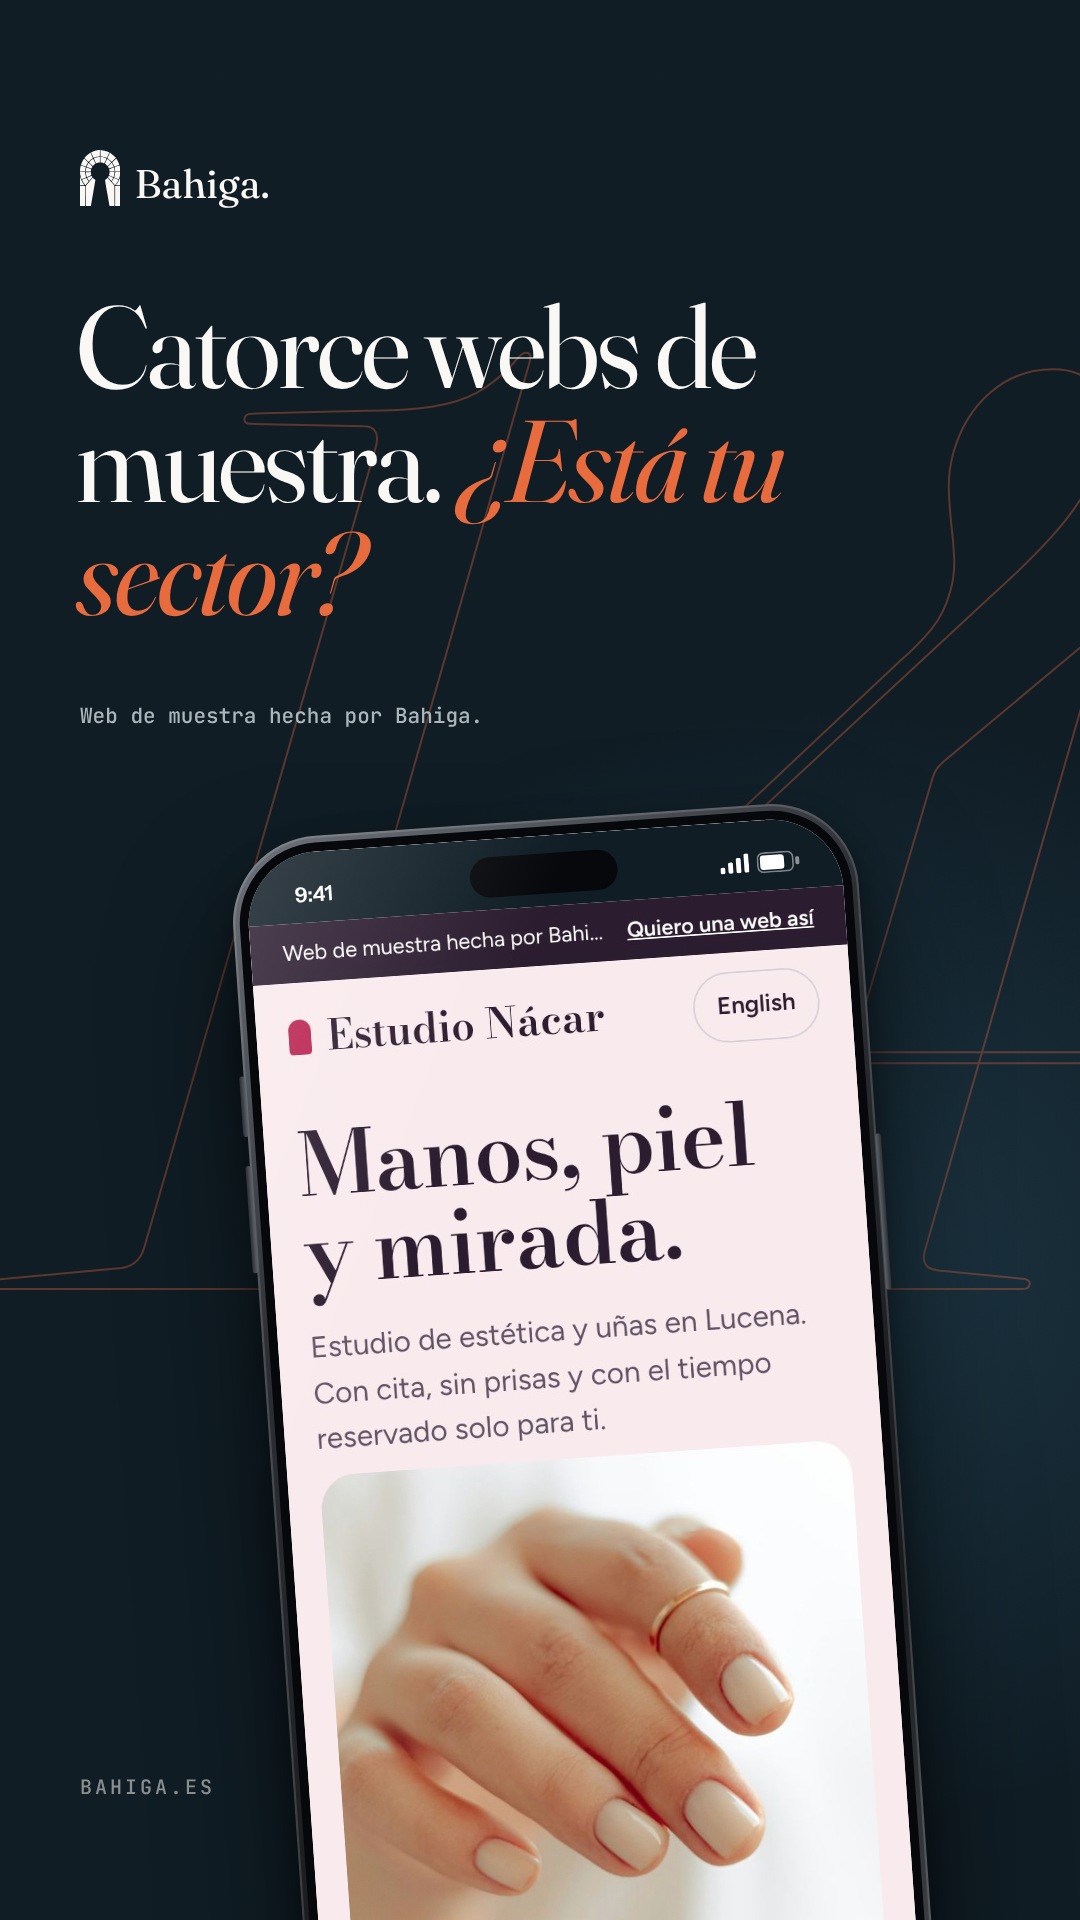 Bahiga.
Catorce webs de
muestra. ¿Está tu
sector?
Web de muestra hecha por Bahiga.
9:41
Web de muestra hecha por Bahi... Quiero una web así
Estudio Nácar
English
Manos, piel
y mirada.
Estudio de estética y uñas en Lucena.
Con cita, sin prisas y con el tiempo
reservado solo para ti.
BAHIGA.ES